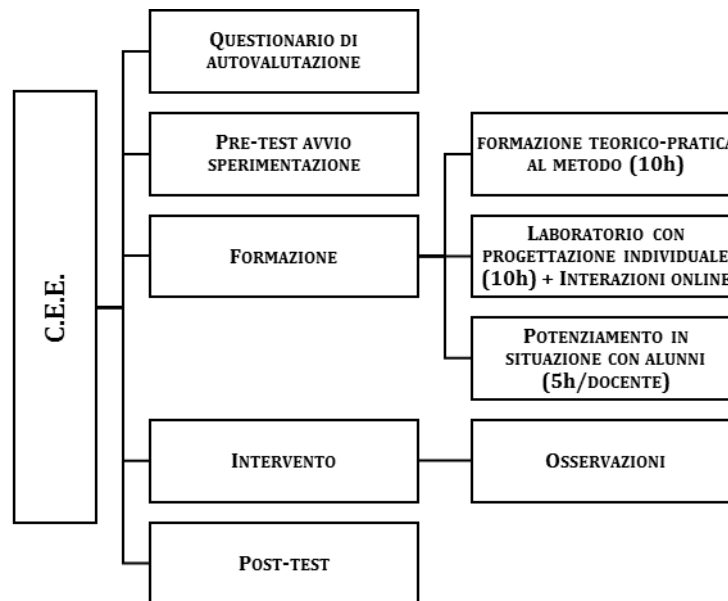 C.E.E.
QUESTIONARIO DI
AUTOVALUTAZIONE
PRE-TEST AVVIO
SPERIMENTAZIONE
FORMAZIONE
FORMAZIONE TEORICO-PRATICA
AL METODO (10H)
LABORATORIO CON
PROGETTAZIONE INDIVIDUALE
(10H) + INTERAZIONI ONLINE
POTENZIAMENTO IN
SITUAZIONE CON ALUNNI
(5H/DOCENTE)
INTERVENTO
OSSERVAZIONI
POST-TEST